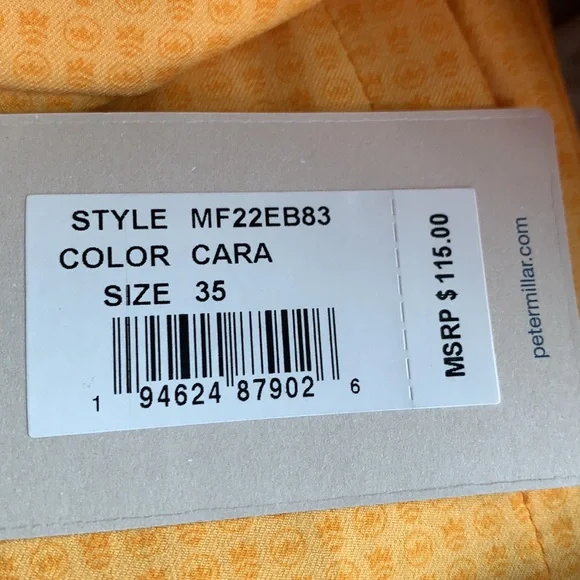 STYLE MF22EB83
COLOR CARA
SIZE 35
1 94624 87902 6
MSRP $ 115.00
petermillar.com